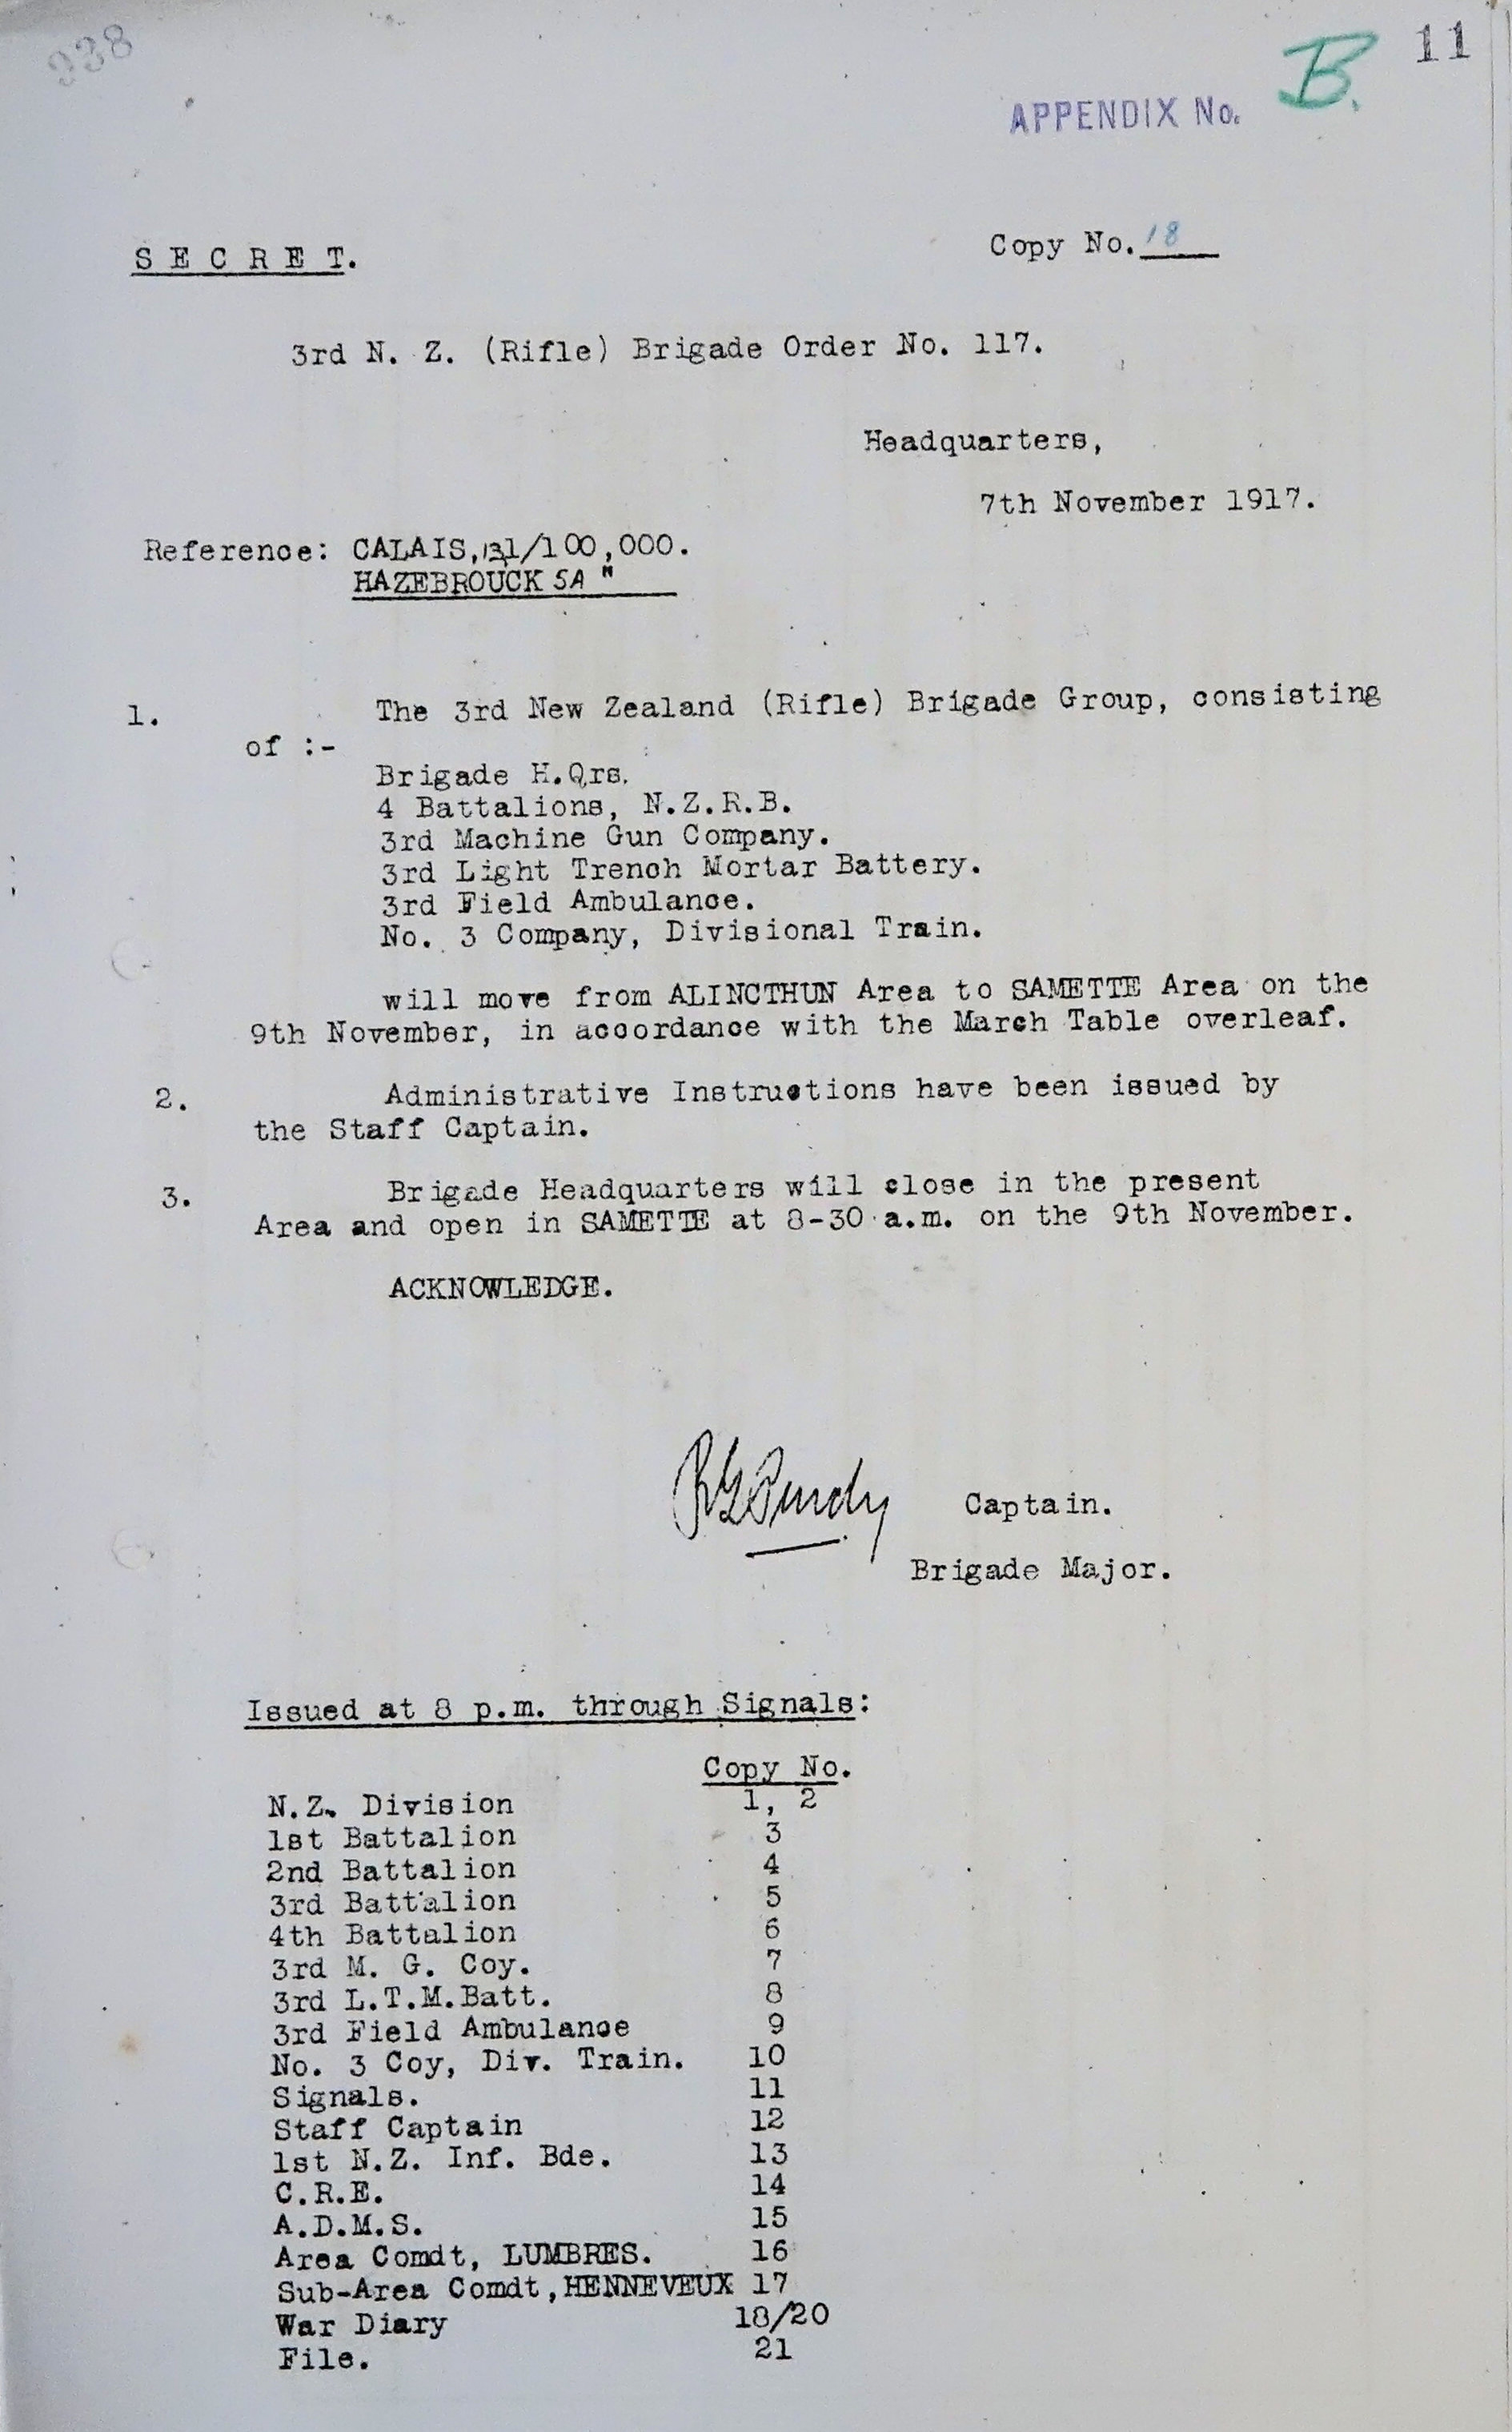 338
11
APPENDIX No. B.
SECRET.
Copy No. 18
3rd N. Z. (Rifle) Brigade Order No. 117.
Headquarters,
7th November 1917.
Reference: CALAIS, 1/100,000.
HAZEBROUCK 5A "
1. The 3rd New Zealand (Rifle) Brigade Group, consisting
of :-
Brigade H.Qrs.
4 Battalions, N.Z.R.B.
3rd Machine Gun Company.
3rd Light Trench Mortar Battery.
3rd Field Ambulance.
No. 3 Company, Divisional Train.
will move from ALINCTHUN Area to SAMETTE Area on the
9th November, in accordance with the March Table overleaf.
2. Administrative Instructions have been issued by
the Staff Captain.
3. Brigade Headquarters will close in the present
Area and open in SAMETTE at 8-30 a.m. on the 9th November.
ACKNOWLEDGE.
Purdy Captain.
Brigade Major.
Issued at 8 p.m. through Signals:
Copy No.
N.Z. Division 1, 2
1st Battalion 3
2nd Battalion 4
3rd Battalion 5
4th Battalion 6
3rd M. G. Coy. 7
3rd L.T.M.Batt. 8
3rd Field Ambulance 9
No. 3 Coy, Div. Train. 10
Signals. 11
Staff Captain 12
1st N.Z. Inf. Bde. 13
C.R.E. 14
A.D.M.S. 15
Area Comdt, LUMBRES. 16
Sub-Area Comdt, HENNEVEUX 17
War Diary 18/20
File. 21